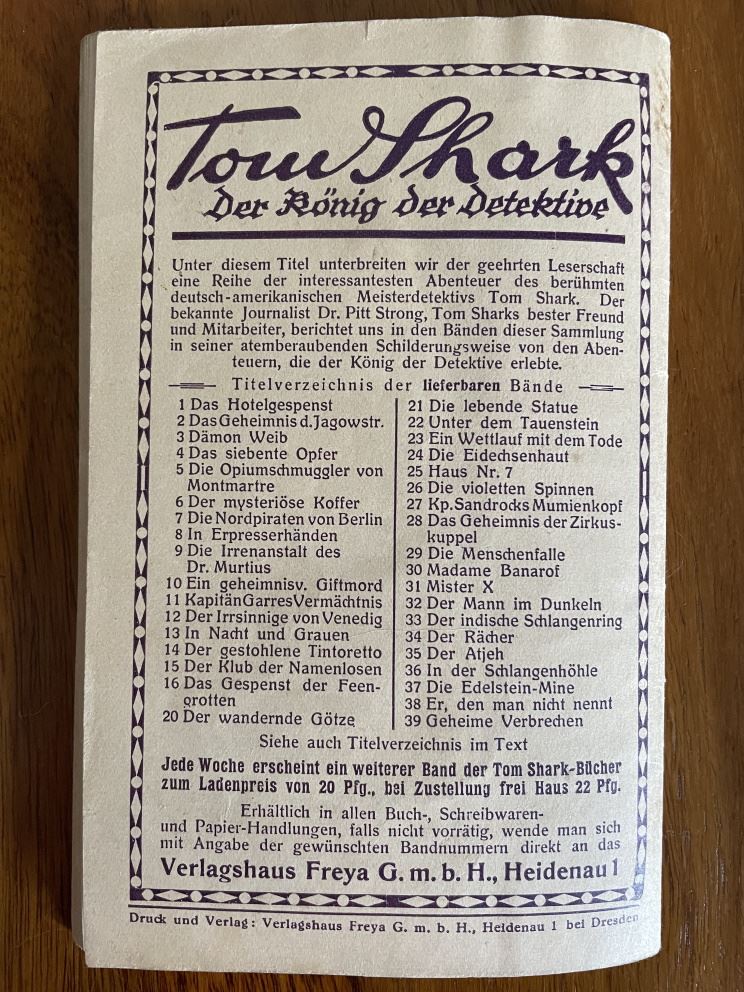 Tom Shark
Der König der Detektive
Unter diesem Titel unterbreiten wir der geehrten Leserschaft
eine Reihe der interessantesten Abenteuer des berühmten
deutsch-amerikanischen Meisterdetektivs Tom Shark. Der
bekannte Journalist Dr. Pitt Strong, Tom Sharks bester Freund
und Mitarbeiter, berichtet uns in den Bänden dieser Sammlung
in seiner atemberaubenden Schilderungsweise von den Aben-
teuern, die der König der Detektive erlebte.
Titelverzeichnis der lieferbaren Bände
1 Das Hotelgespenst
2 Das Geheimnis d. Jagowstr.
3 Dämon Weib
4 Das siebente Opfer
5 Die Opiumschmuggler von
Montmartre
6 Der mysteriöse Koffer
7 Die Nordpiraten von Berlin
8 In Erpresserhänden
9 Die Irrenanstalt des
Dr. Murtius
10 Ein geheimnisv. Giftmord
11 Kapitän Garres Vermächtnis
12 Der Irrsinnige von Venedig
13 In Nacht und Grauen
14 Der gestohlene Tintoretto
15 Der Klub der Namenlosen
16 Das Gespenst der Feen-
grotten
20 Der wandernde Götze
21 Die lebende Statue
22 Unter dem Tauenstein
23 Ein Wettlauf mit dem Tode
24 Die Eidechsenhaut
25 Haus Nr. 7
26 Die violetten Spinnen
27 Kp. Sandrocks Mumienkopf
28 Das Geheimnis der Zirkus-
kuppel
29 Die Menschenfalle
30 Madame Banarof
31 Mister X
32 Der Mann im Dunkeln
33 Der indische Schlangenring
34 Der Rächer
35 Der Atjeh
36 In der Schlangenhöhle
37 Die Edelstein-Mine
38 Er, den man nicht nennt
39 Geheime Verbrechen
Siehe auch Titelverzeichnis im Text
Jede Woche erscheint ein weiterer Band der Tom Shark-Bücher
zum Ladenpreis von 20 Pfg., bei Zustellung frei Haus 22 Pfg.
Erhältlich in allen Buch-, Schreibwaren-
und Papier-Handlungen, falls nicht vorrätig, wende man sich
mit Angabe der gewünschten Bandnummern direkt an das
Verlagshaus Freya G. m. b. H., Heidenau 1
Druck und Verlag: Verlagshaus Freya G. m. b. H., Heidenau 1 bei Dresden